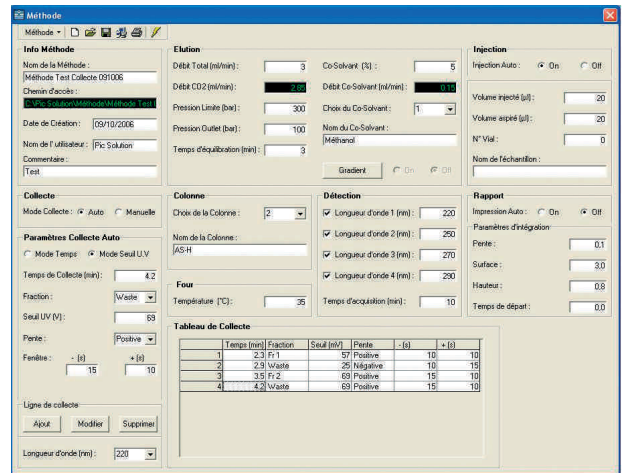 Méthode
Méthode
Info Méthode
Nom de la Méthode :
Méthode Test Collecte 091006
Chemin d'accès :
C:\Pic Solution\Méthode\Méthode Test
Date de Création : 09/10/2006
Nom de l' utilisateur : Pic Solution
Commentaire :
Test
Elution
Débit Total (ml/min) : 3
Co-Solvant (%) : 5
Débit CO2 (ml/min) : 2.85
Débit Co-Solvant (ml/min) : 0.15
Pression Limite (bar) : 300
Choix du Co-Solvant : 1
Pression Outlet (bar) : 100
Nom du Co-Solvant :
Méthanol
Temps d'équilibration (min) : 3
Gradient On Off
Injection
Injection Auto : On Off
Volume injecté (µl) : 20
Volume aspiré (µl) : 20
N° Vial : 0
Nom de l'échantillon :
Collecte
Mode Collecte : Auto Manuelle
Paramètres Collecte Auto
Mode Temps Mode Seuil U.V
Temps de Collecte (min) : 4.2
Fraction : Waste
Seuil UV (V) : 69
Pente : Positive
Fenêtre : - (s) + (s)
15 10
Ligne de collecte
Ajout Modifier Supprimer
Longueur d'onde (nm) : 220
Colonne
Choix de la Colonne : 2
Nom de la Colonne :
AS-H
Four
Température (°C) : 35
Détection
Longueur d'onde 1 (nm) : 220
Longueur d'onde 2 (nm) : 250
Longueur d'onde 3 (nm) : 270
Longueur d'onde 4 (nm) : 290
Temps d'acquisition (min) : 10
Rapport
Impression Auto : On Off
Paramètres d'intégration
Pente : 0.1
Surface : 3.0
Hauteur : 0.8
Temps de départ : 0.0
Tableau de Collecte
Temps (min) Fraction Seuil (mV) Pente - (s) + (s)
1 2.3 Fr 1 57 Positive 10 10
2 2.9 Waste 25 Négative 10 15
3 3.5 Fr 2 69 Positive 15 10
4 4.2 Waste 69 Positive 15 10